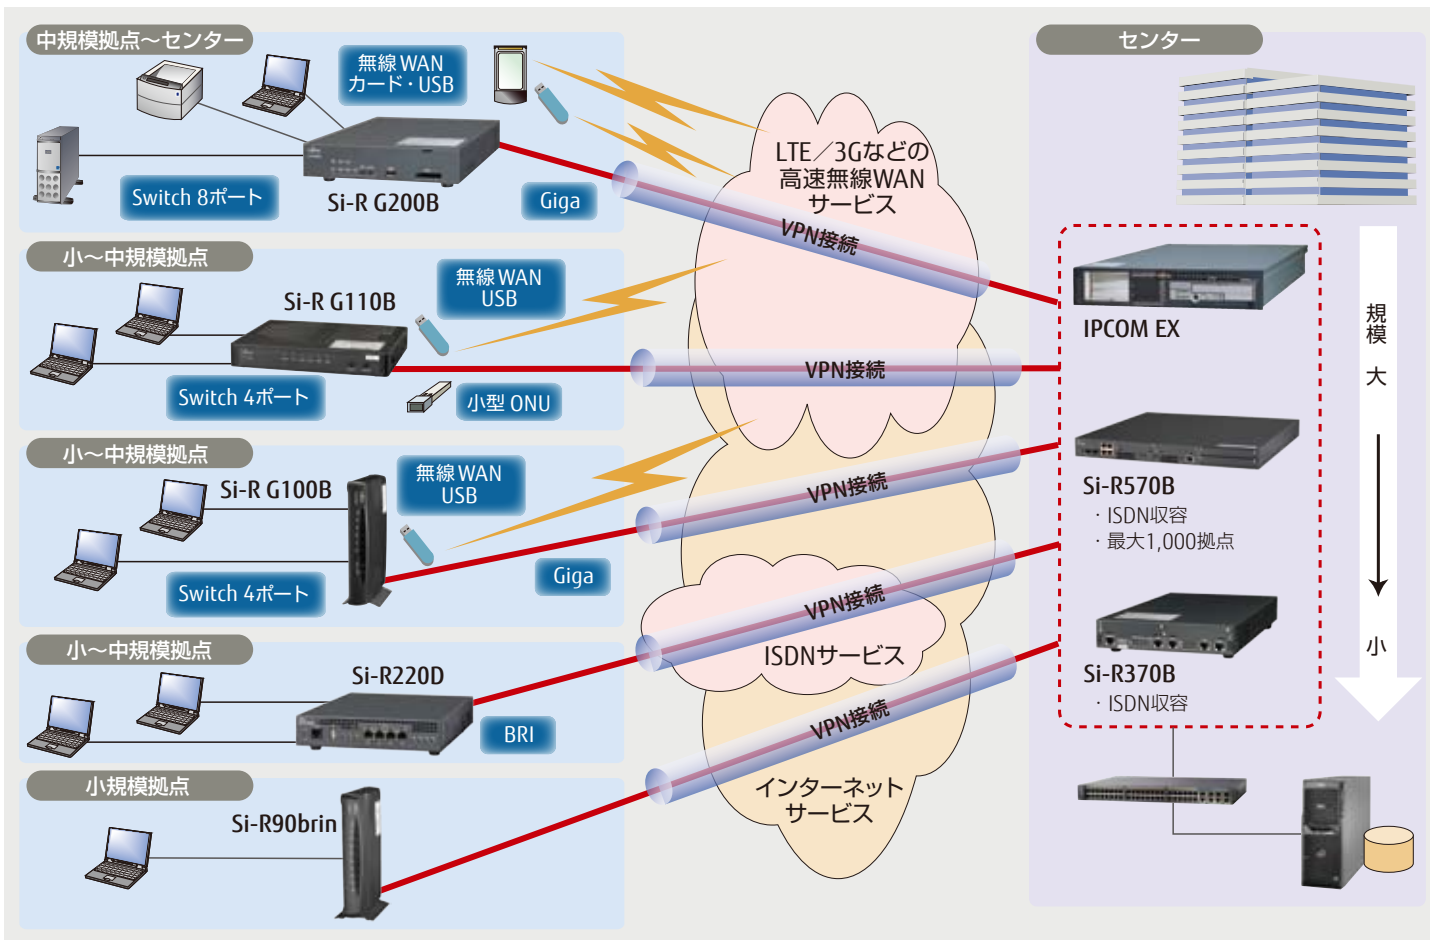 中規模拠点～センター
無線WAN
カード・USB
Switch 8ポート
Si-R G200B
Giga
小～中規模拠点
Si-R G110B
無線WAN
USB
Switch 4ポート
小型ONU
小～中規模拠点
Si-R G100B
無線WAN
USB
Switch 4ポート
Giga
小～中規模拠点
Si-R220D
BRI
小規模拠点
Si-R90brin
LTE／3Gなどの
高速無線WAN
サービス
VPN接続
VPN接続
VPN接続
VPN接続
ISDNサービス
VPN接続
インターネット
サービス
センター
IPCOM EX
Si-R570B
・ISDN収容
・最大1,000拠点
Si-R370B
・ISDN収容
規模
大
小